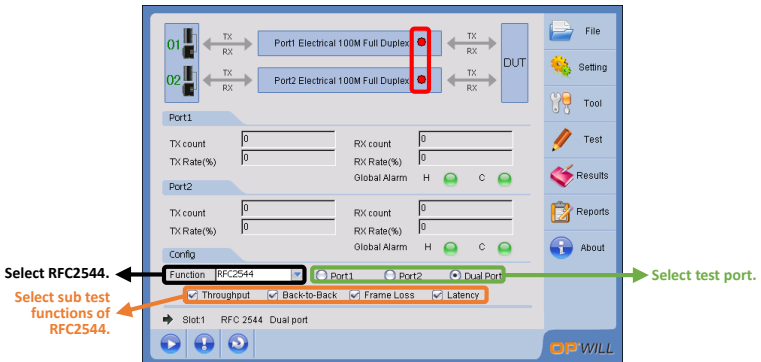 01 TX RX Port1 Electrical 100M Full Duplex TX RX DUT
02 TX RX Port2 Electrical 100M Full Duplex TX RX
File
Setting
Tool
Test
Results
Reports
About
Port1
TX count 0 RX count 0
TX Rate(%) 0 RX Rate(%) 0
Global Alarm H C
Port2
TX count 0 RX count 0
TX Rate(%) 0 RX Rate(%) 0
Global Alarm H C
Config
Select RFC2544.
Function RFC2544 Port1 Port2 Dual Port
Select test port.
Select sub test
functions of
RFC2544.
Throughput Back-to-Back Frame Loss Latency
Slot:1 RFC 2544 Dual port
OPWILL